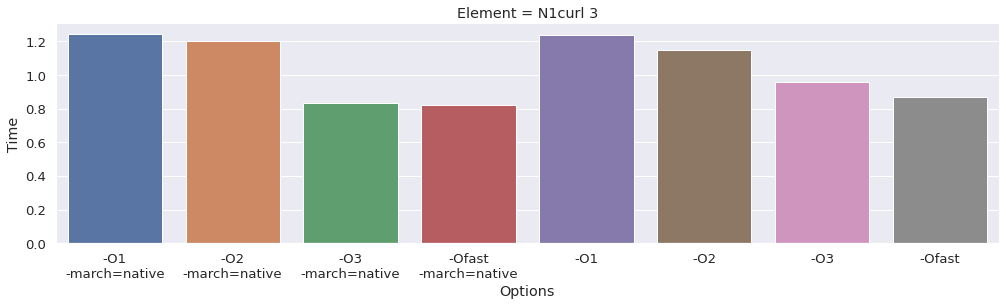 Element = N1curl 3
Time
1.2
1.0
0.8
0.6
0.4
0.2
0.0
-O1 -O2 -O3 -Ofast -O1 -O2 -O3 -Ofast
-march=native -march=native -march=native -march=native
Options